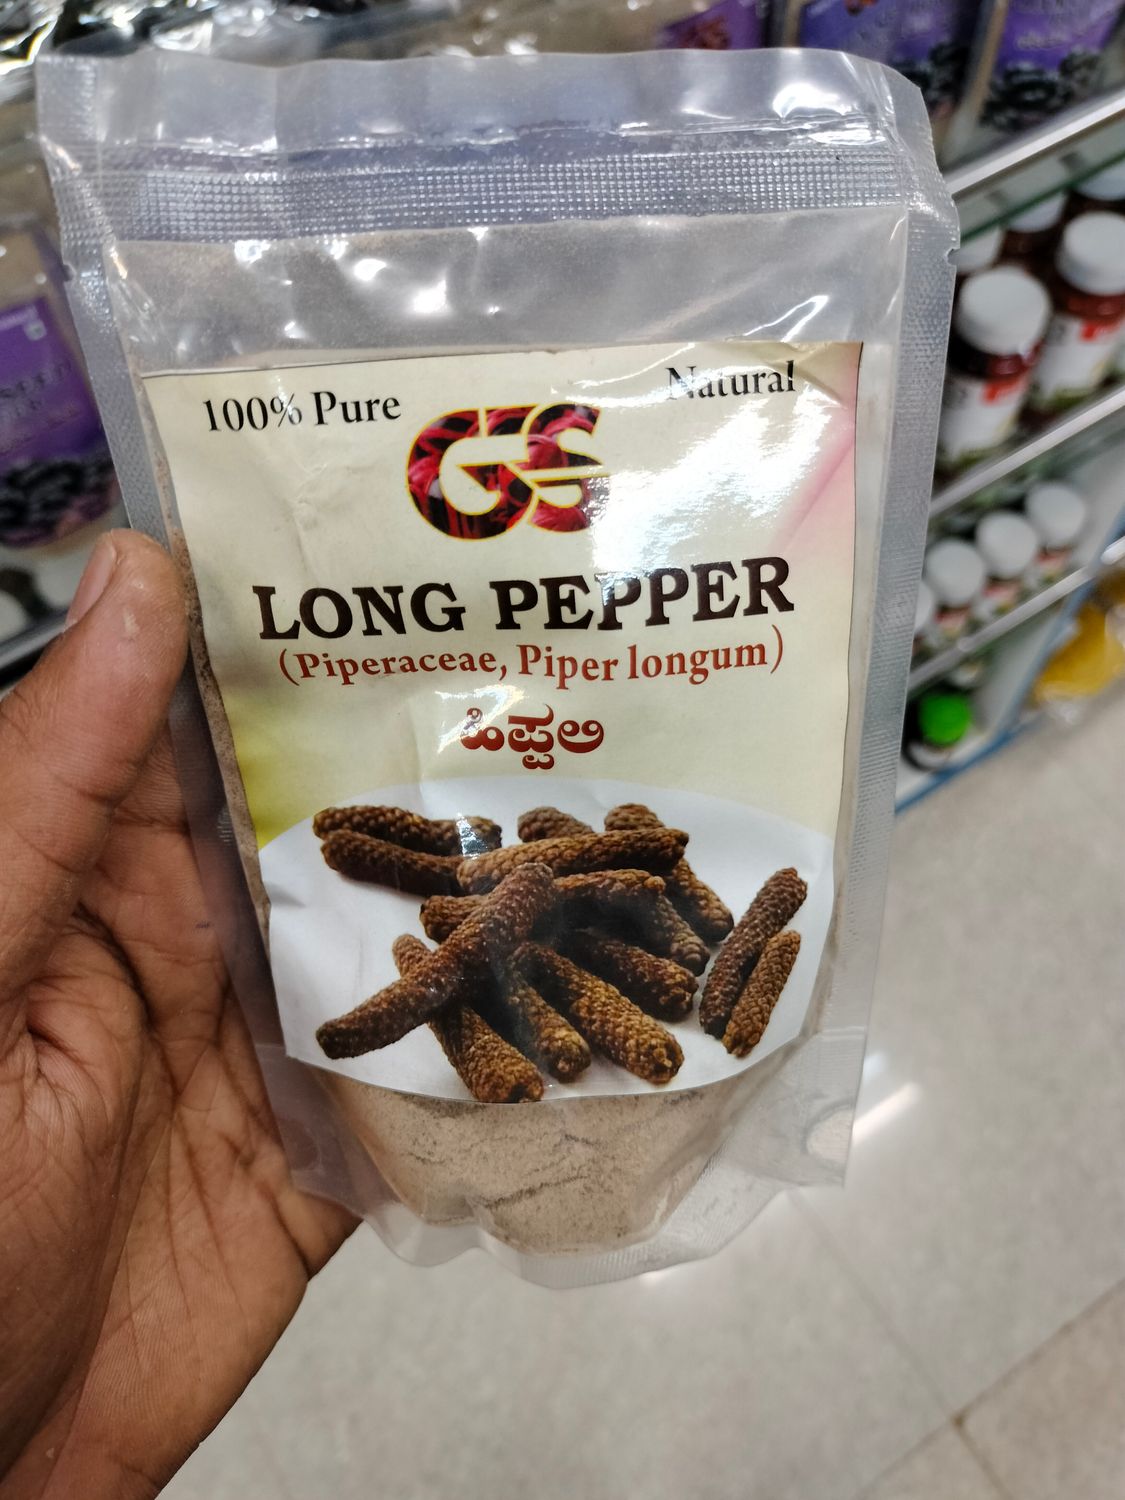 100% Pure
Natural
GS
LONG PEPPER
(Piperaceae, Piper longum)
ಹಿಪ್ಪಲಿ